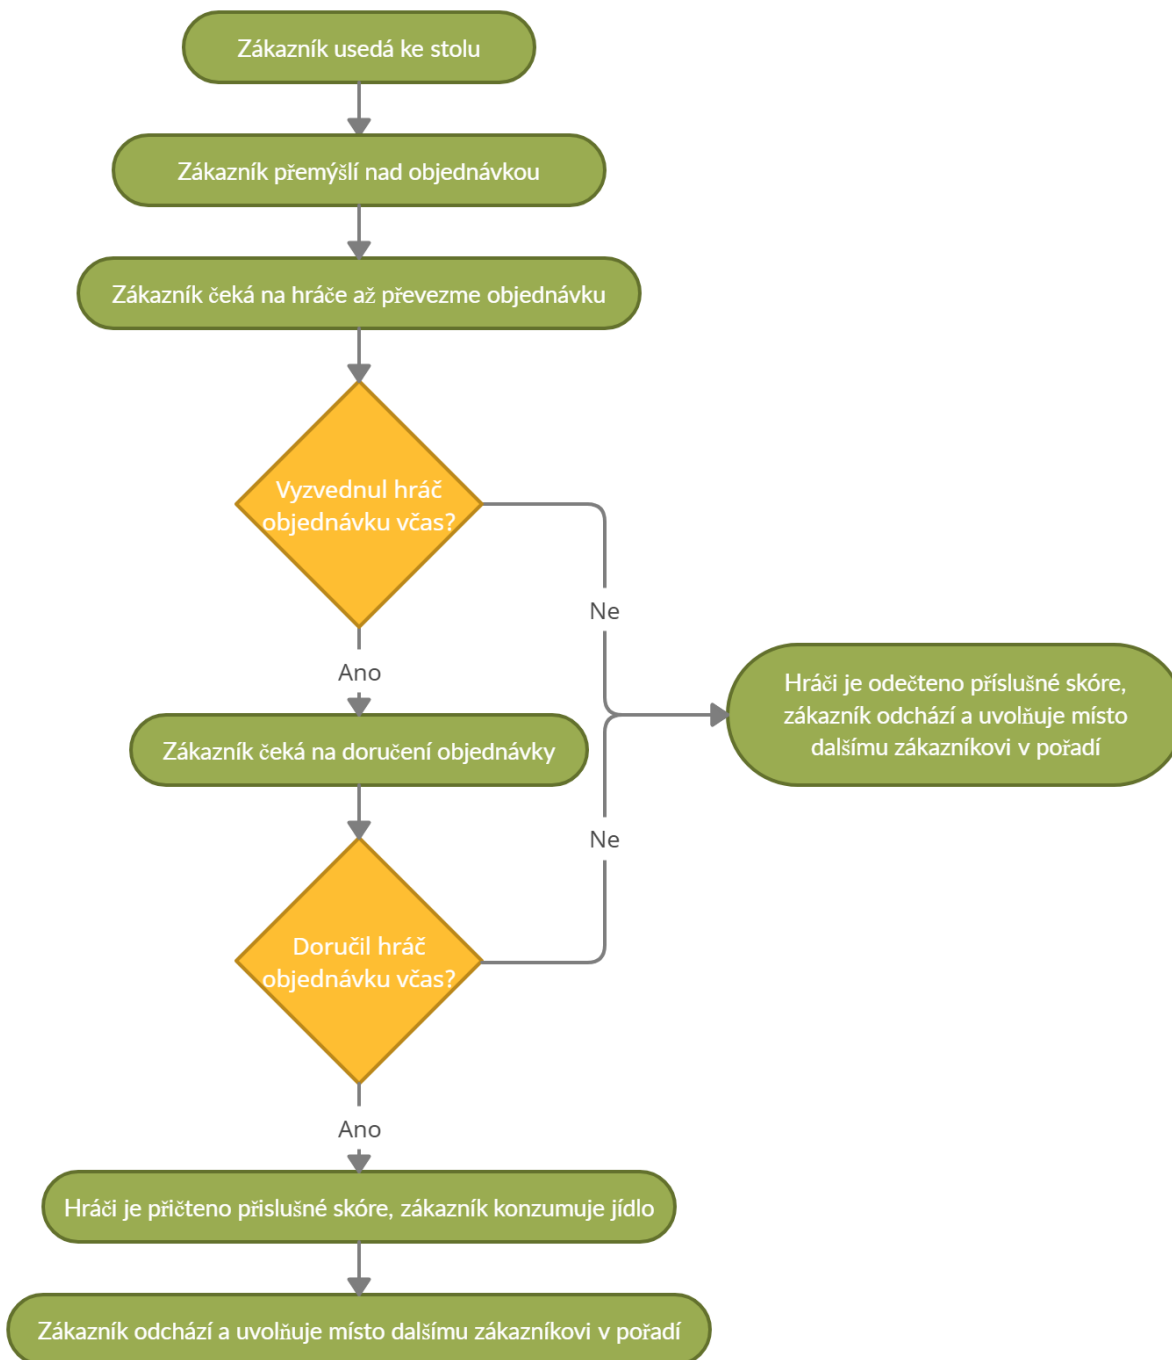 Zákazník usedá ke stolu
Zákazník přemýšlí nad objednávkou
Zákazník čeká na hráče až převezme objednávku
Vyzvednul hráč
objednávku včas?
Ne
Ano
Hráči je odečteno příslušné skóre,
zákazník odchází a uvolňuje místo
dalšímu zákazníkovi v pořadí
Zákazník čeká na doručení objednávky
Ne
Doručil hráč
objednávku včas?
Ano
Hráči je přičteno přislušné skóre, zákazník konzumuje jídlo
Zákazník odchází a uvolňuje místo dalšímu zákazníkovi v pořadí